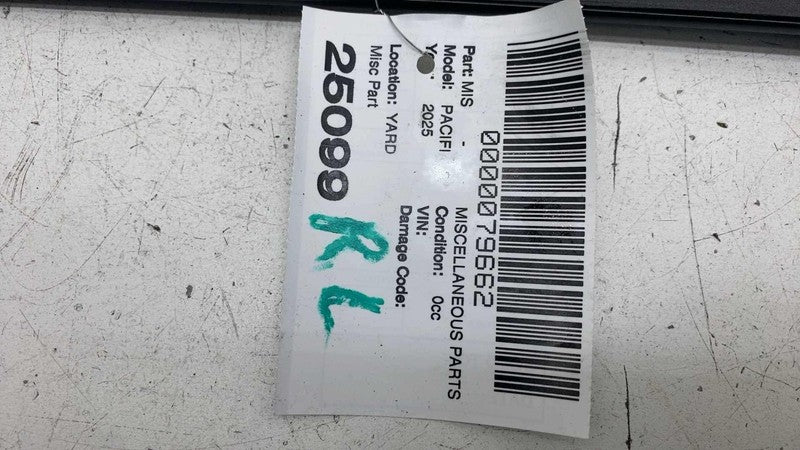 0000079662
Part: MIS - MISCELLANEOUS PARTS
Model: PACIFI Condition: 0cc
2025 VIN:
Damage Code:
Location: YARD
Misc Part
25099 RL